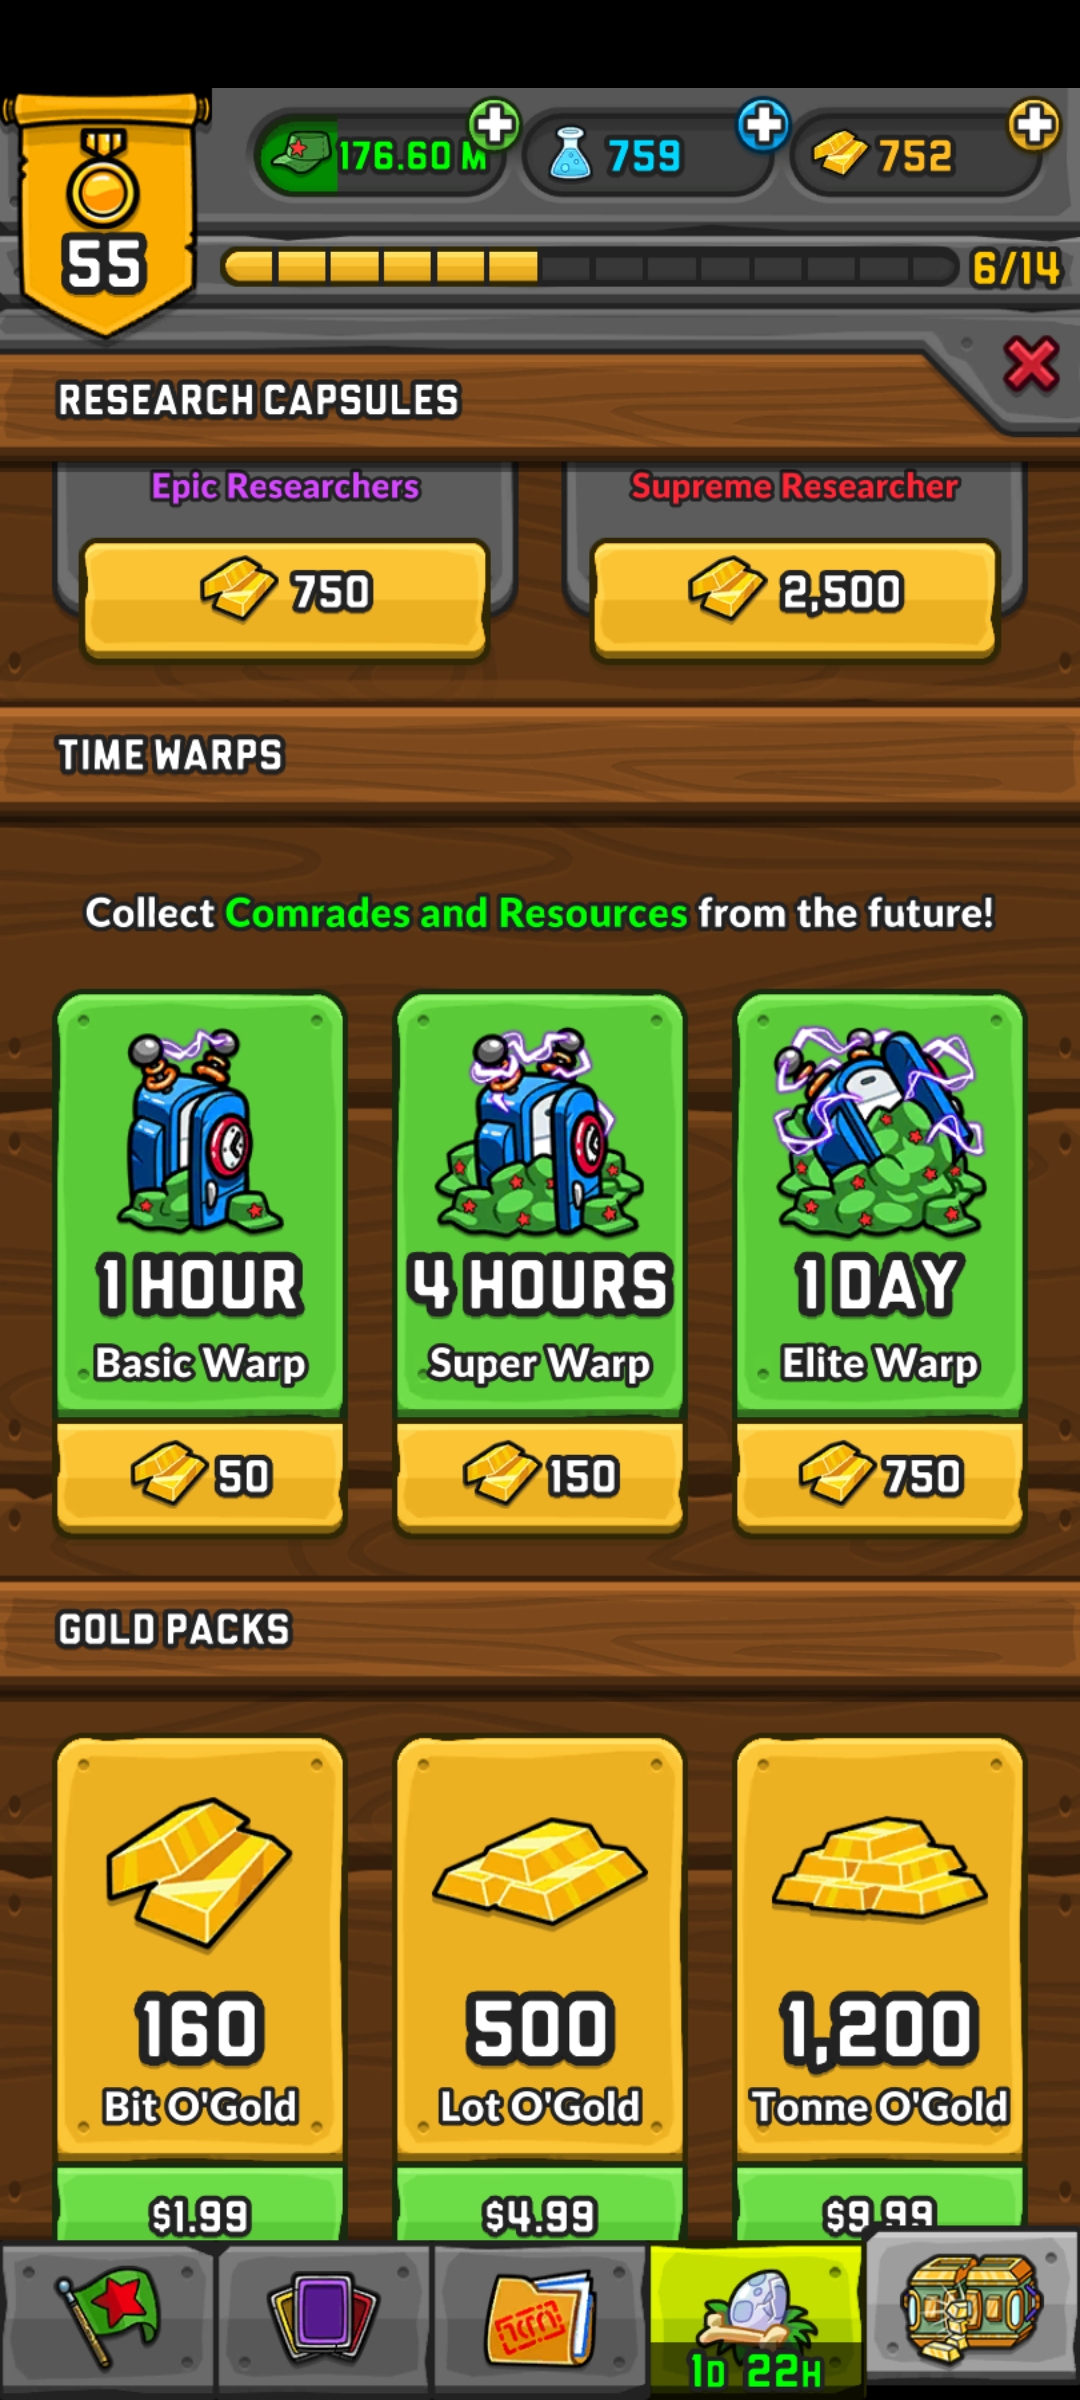 176.60 M
759
752
55
6/14
RESEARCH CAPSULES
Epic Researchers
Supreme Researcher
750
2,500
TIME WARPS
Collect Comrades and Resources from the future!
1 HOUR
Basic Warp
50
4 HOURS
Super Warp
150
1 DAY
Elite Warp
750
GOLD PACKS
160
Bit O'Gold
$1.99
500
Lot O'Gold
$4.99
1,200
Tonne O'Gold
$9.99
1D 22H